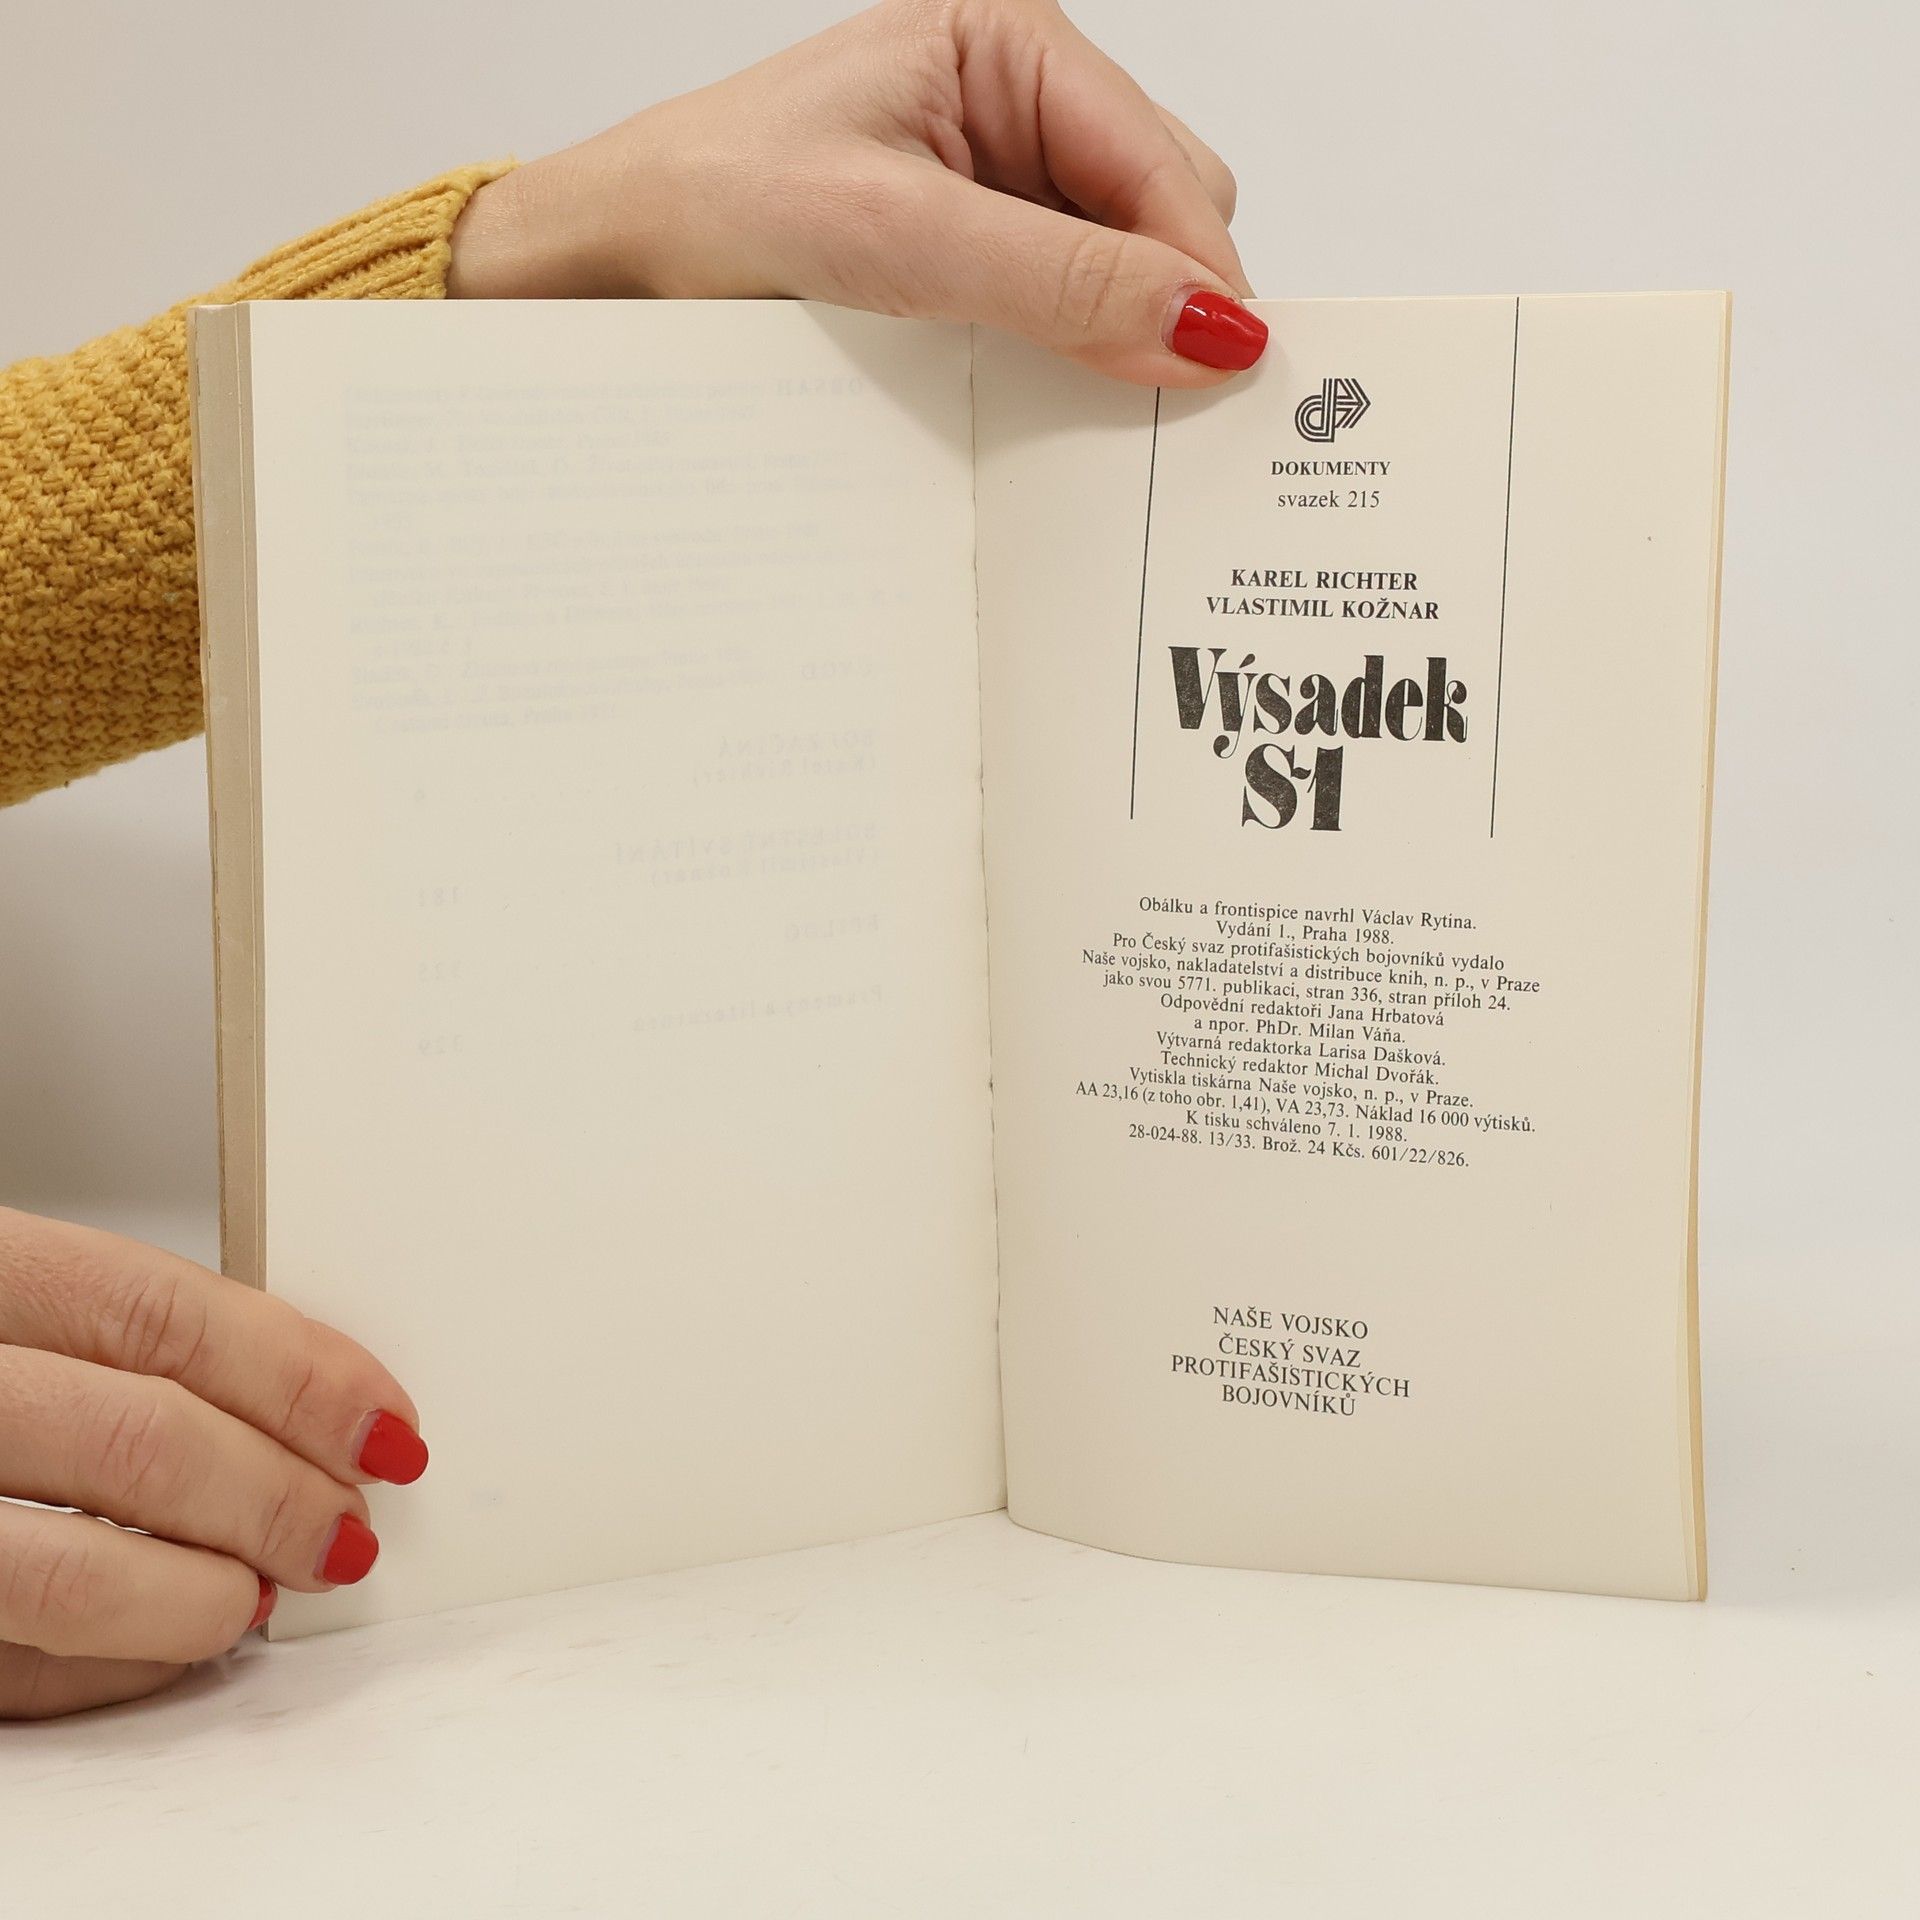 DOKUMENTY
svazek 215
KAREL RICHTER
VLASTIMIL KOŽNAR
Výsadek
S-1
Obálku a frontispice navrhl Václav Rytina.
Vydání 1., Praha 1988.
Pro Český svaz protifašistických bojovníků vydalo
Naše vojsko, nakladatelství a distribuce knih, n. p., v Praze
jako svou 5771. publikaci, stran 336, stran příloh 24.
Odpovědní redaktoři Jana Hrbatová
a npor. PhDr. Milan Váňa.
Výtvarná redaktorka Larisa Dašková.
Technický redaktor Michal Dvořák.
Vytiskla tiskárna Naše vojsko, n. p., v Praze.
AA 23,16 (z toho obr. 1,41), VA 23,73. Náklad 16 000 výtisků.
K tisku schváleno 7. 1. 1988.
28-024-88. 13/33. Brož. 24 Kčs. 601/22/826.
NAŠE VOJSKO
ČESKÝ SVAZ
PROTIFAŠISTICKÝCH
BOJOVNÍKŮ